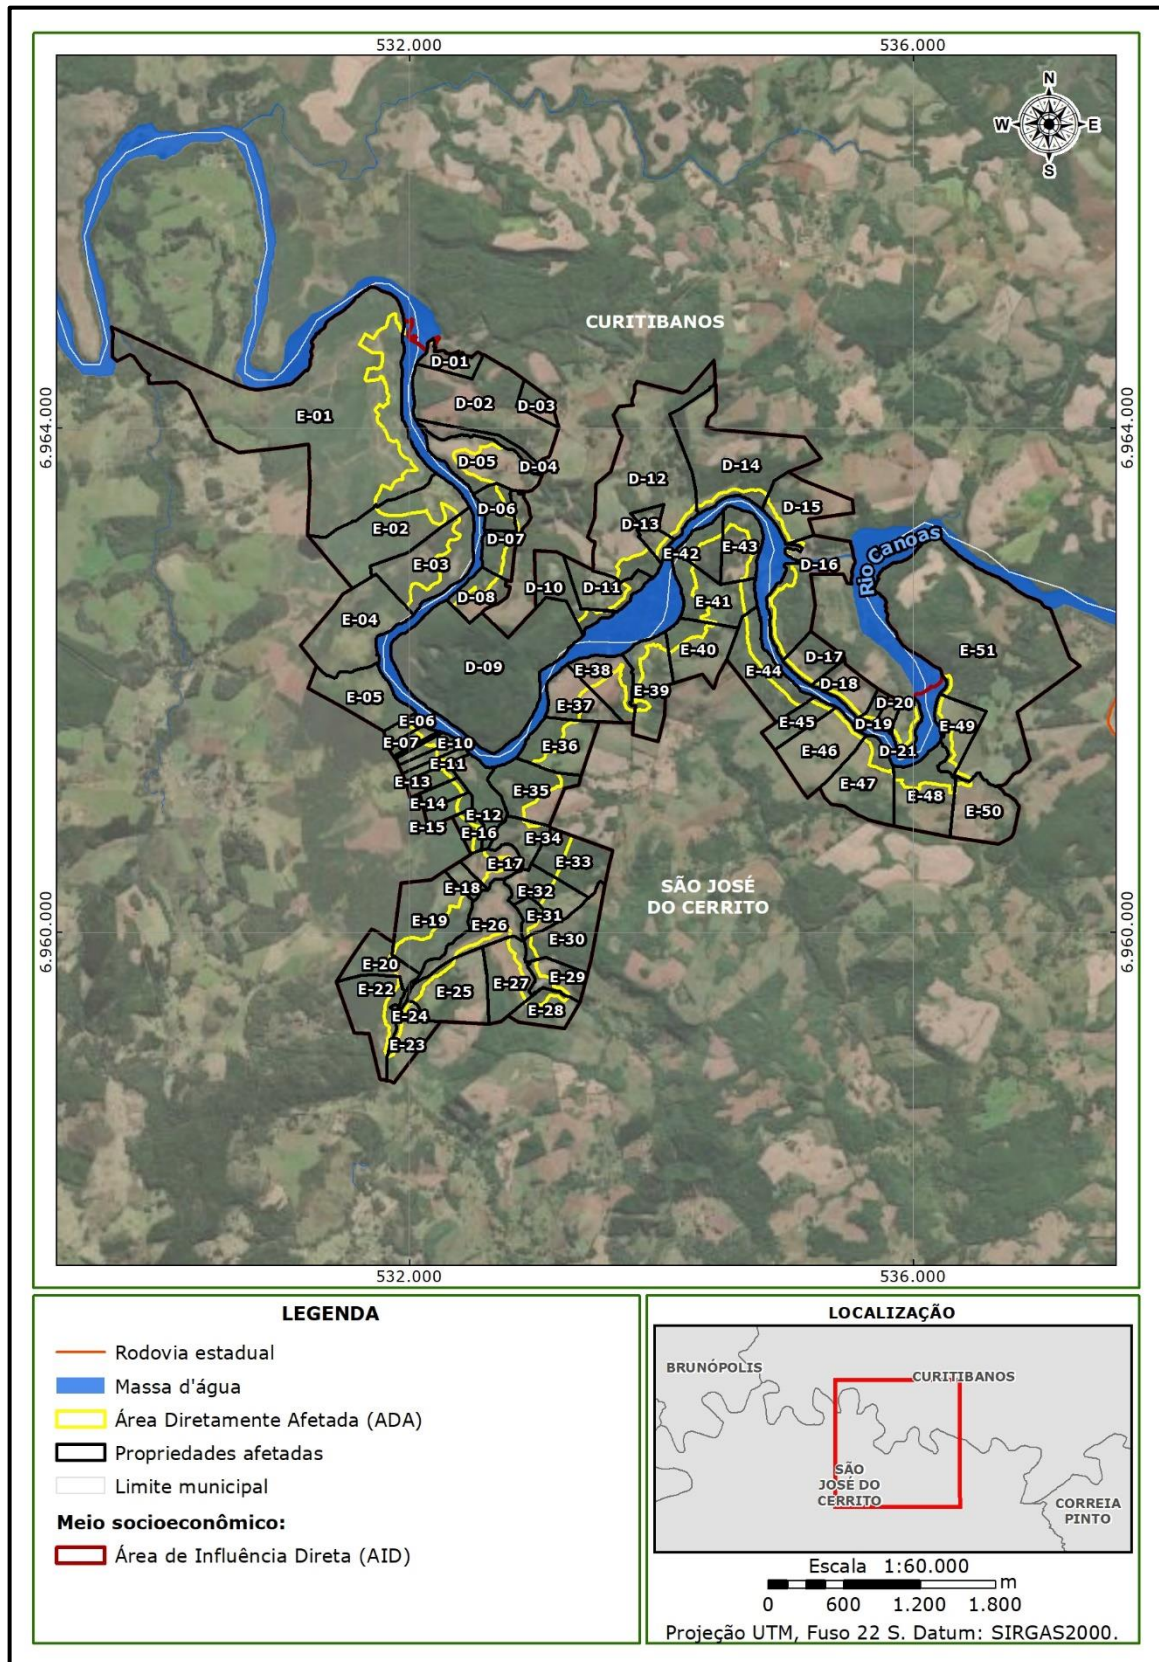 532.000
536.000
N
W
E
S
CURITIBANOS
6.964.000
6.964.000
D-01
D-02
D-03
E-01
D-05
D-04
D-12
D-14
D-06
D-15
E-02
D-13
D-07
E-42
E-43
Rio Canoas
E-03
D-16
D-10
D-11
D-08
E-41
E-04
D-09
E-40
D-17
E-51
E-38
E-44
D-18
E-05
E-39
E-37
D-20
E-06
E-45
D-19
E-49
E-07
E-10
E-36
E-46
D-21
E-11
E-13
E-35
E-47
E-48
E-14
E-12
E-50
E-15
E-16
E-34
E-17
E-33
E-18
E-32
SÃO JOSÉ
DO CERRITO
E-19
E-26
E-31
6.960.000
6.960.000
E-30
E-20
E-29
E-22
E-25
E-27
E-24
E-28
E-23
532.000
536.000
LEGENDA
Rodovia estadual
Massa d'água
Área Diretamente Afetada (ADA)
Propriedades afetadas
Limite municipal
Meio socioeconômico:
Área de Influência Direta (AID)
LOCALIZAÇÃO
BRUNÓPOLIS
CURITIBANOS
SÃO
JOSÉ DO
CERRITO
CORREIA
PINTO
Escala 1:60.000
m
0 600 1.200 1.800
Projeção UTM, Fuso 22 S. Datum: SIRGAS2000.